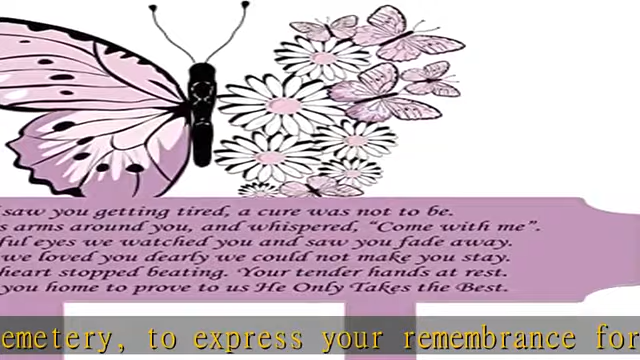 saw you getting tired, a cure was not to be.
s arms around you, and whispered, “Come with me”.
ful eyes we watched you and saw you fade away.
we loved you dearly we could not make you stay.
heart stopped beating. Your tender hands at rest.
you home to prove to us He Only Takes the Best.
emetery, to express your remembrance for